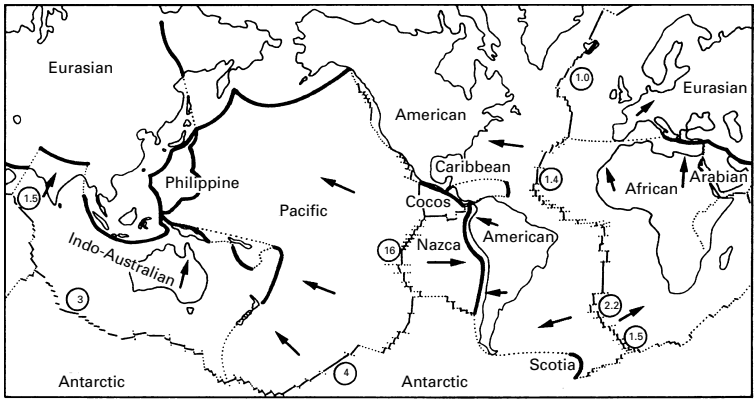 Eurasian
1.0
Eurasian
American
1.5
Philippine
Caribbean
1.4
African
Arabian
Cocos
Pacific
Indo-Australian
16
Nazca
American
3
2.2
1.5
4
Scotia
Antarctic
Antarctic